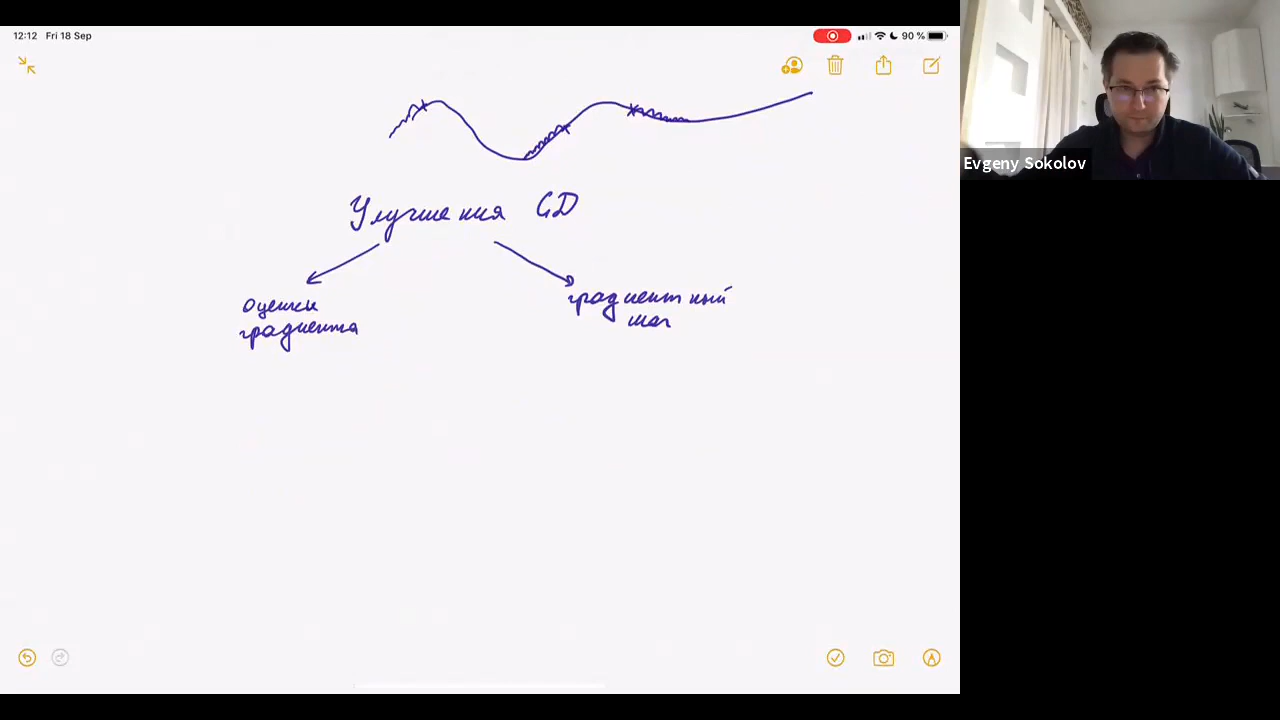 12:12 Fri 18 Sep
90 %
Evgeny Sokolov
Улучшения GD
оценки
градиента
градиентный
шаг